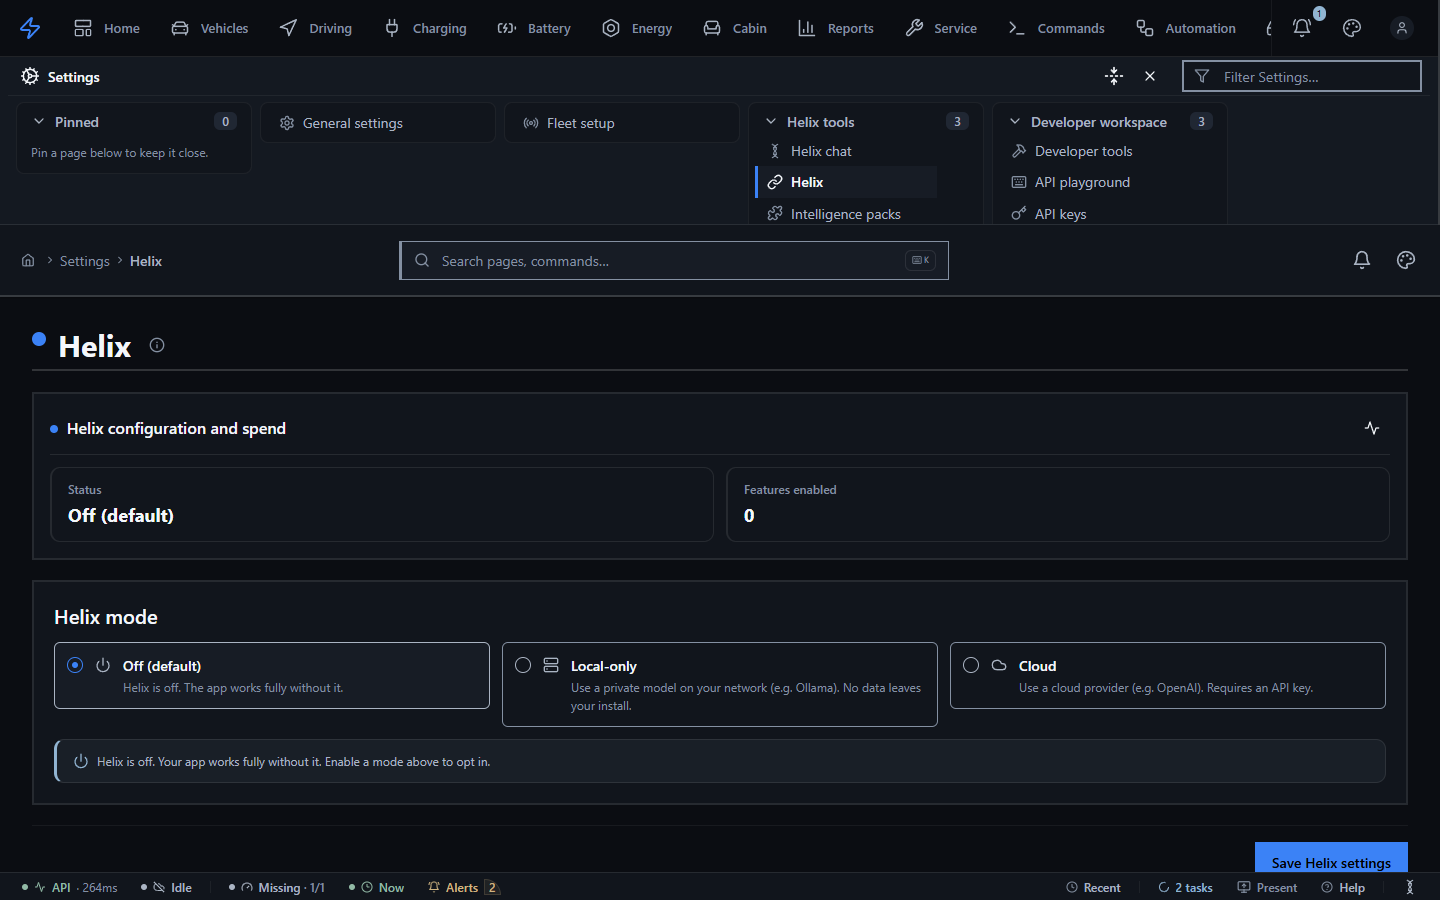 Home
Vehicles
Driving
Charging
Battery
Energy
Cabin
Reports
Service
Commands
Automation
1
Settings
Filter Settings...
Pinned
0
Pin a page below to keep it close.
General settings
Fleet setup
Helix tools
3
Helix chat
Helix
Intelligence packs
Developer workspace
3
Developer tools
API playground
API keys
Settings
Helix
Search pages, commands...
K
Helix
Helix configuration and spend
Status
Off (default)
Features enabled
0
Helix mode
Off (default)
Helix is off. The app works fully without it.
Local-only
Use a private model on your network (e.g. Ollama). No data leaves
your install.
Cloud
Use a cloud provider (e.g. OpenAI). Requires an API key.
Helix is off. Your app works fully without it. Enable a mode above to opt in.
Save Helix settings
API · 264ms
Idle
Missing · 1/1
Now
Alerts 2
Recent
2 tasks
Present
Help